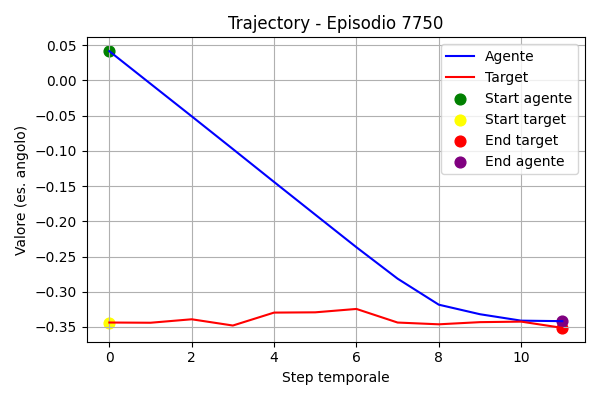 Trajectory - Episodio 7750
Valore (es. angolo)
0.05
0.00
−0.05
−0.10
−0.15
−0.20
−0.25
−0.30
−0.35
Agente
Target
Start agente
Start target
End target
End agente
0 2 4 6 8 10
Step temporale